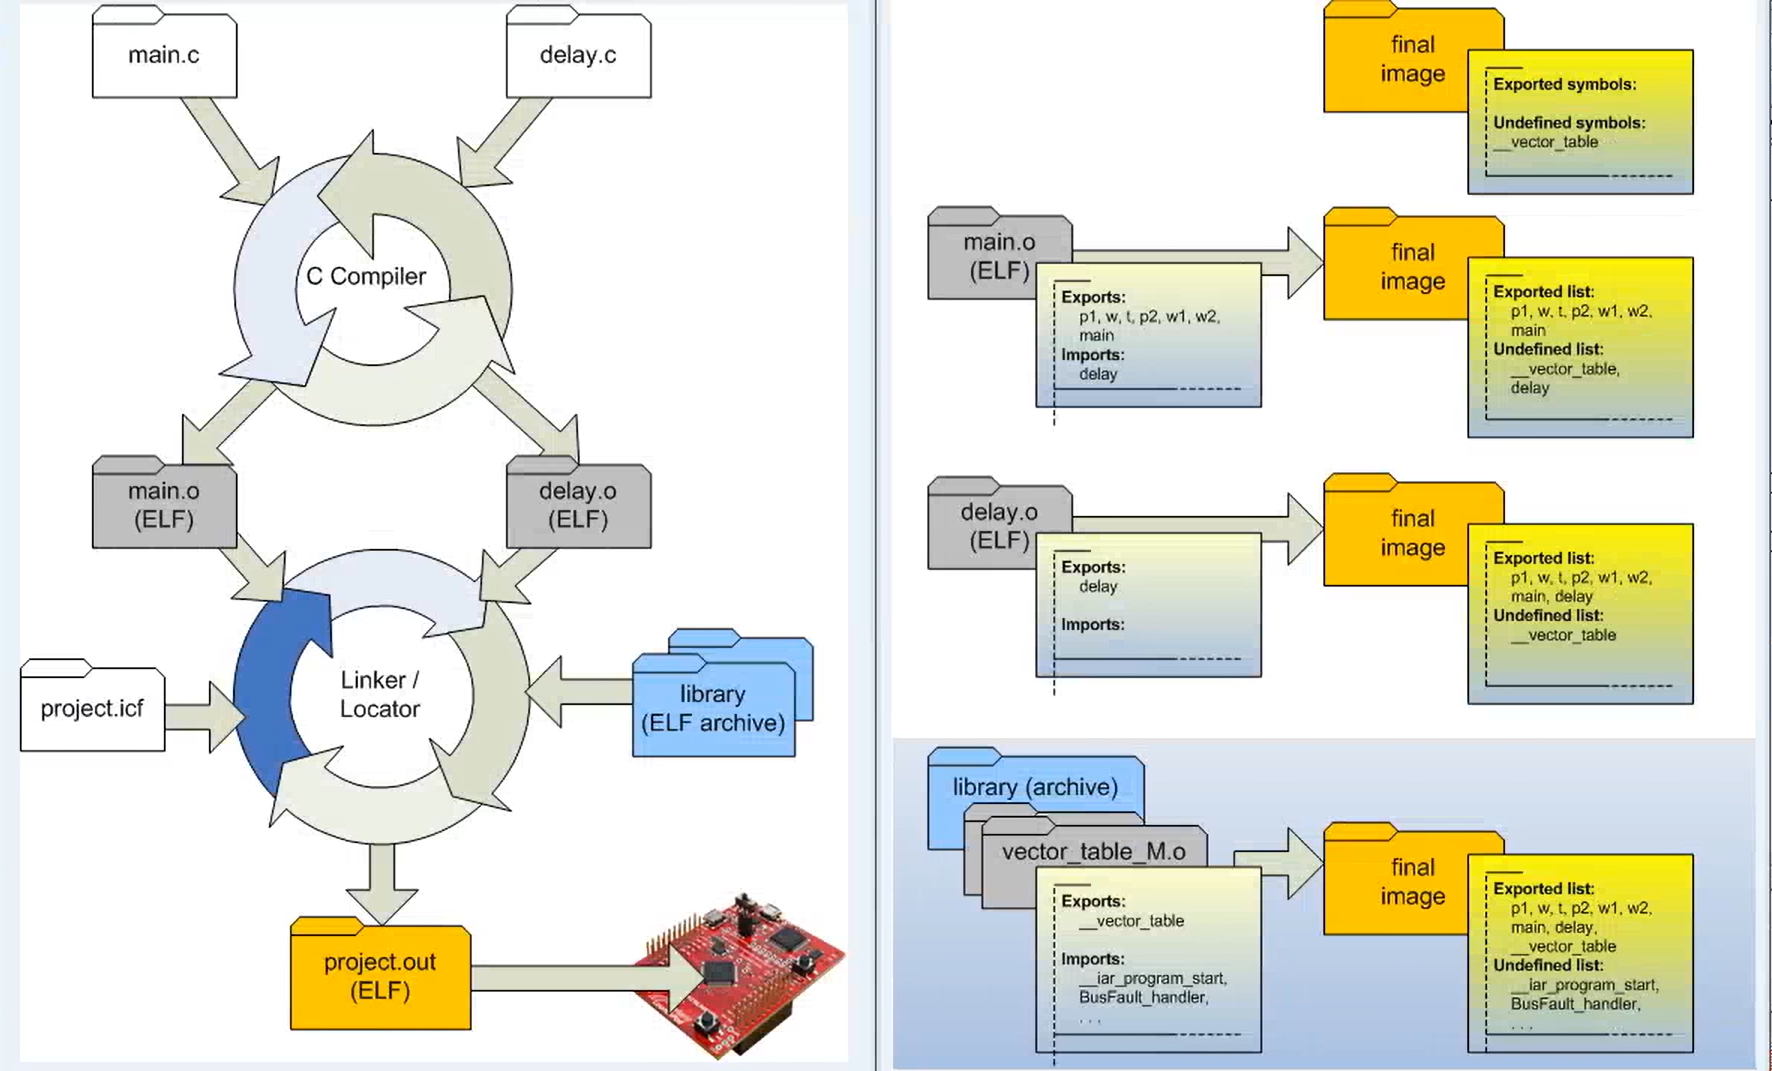 main.c
delay.c
C Compiler
main.o
(ELF)
delay.o
(ELF)
project.icf
Linker /
Locator
library
(ELF archive)
project.out
(ELF)
final
image
Exported symbols:
Undefined symbols:
__vector_table
main.o
(ELF)
Exports:
p1, w, t, p2, w1, w2,
main
Imports:
delay
final
image
Exported list:
p1, w, t, p2, w1, w2,
main
Undefined list:
__vector_table,
delay
delay.o
(ELF)
Exports:
delay
Imports:
final
image
Exported list:
p1, w, t, p2, w1, w2,
main, delay
Undefined list:
__vector_table
library (archive)
vector_table_M.o
Exports:
__vector_table
Imports:
__iar_program_start,
BusFault_handler,
. . .
final
image
Exported list:
p1, w, t, p2, w1, w2,
main, delay,
__vector_table
Undefined list:
__iar_program_start,
BusFault_handler,
. . .